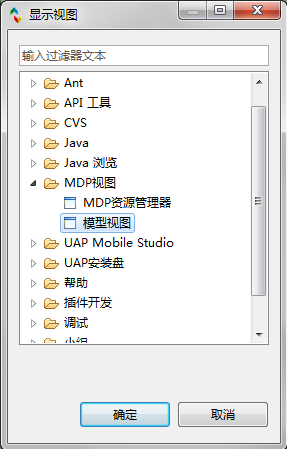 显示视图
输入过滤器文本
Ant
API 工具
CVS
Java
Java 浏览
MDP视图
MDP资源管理器
模型视图
UAP Mobile Studio
UAP安装盘
帮助
插件开发
调试
小组
确定
取消